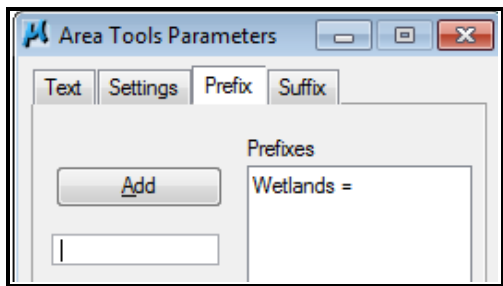 Area Tools Parameters
Text Settings Prefix Suffix
Prefixes
Add
Wetlands =